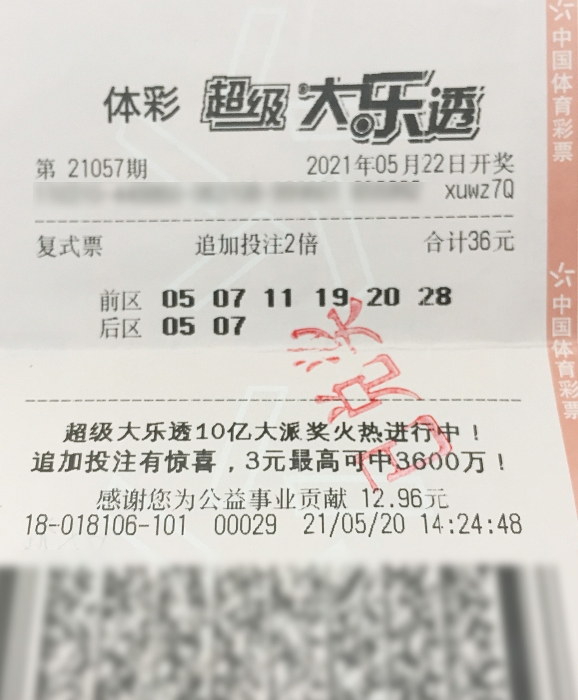 体彩 超级大乐透
第 21057期 2021年05月22日开奖
xuwz7Q
复式票 追加投注2倍 合计36元
前区 05 07 11 19 20 28
后区 05 07
已兑奖
超级大乐透10亿大派奖火热进行中！
追加投注有惊喜，3元最高可中3600万！
感谢您为公益事业贡献 12.96元
18-018106-101 00029 21/05/20 14:24:48
中国体育彩票
中国体育彩票